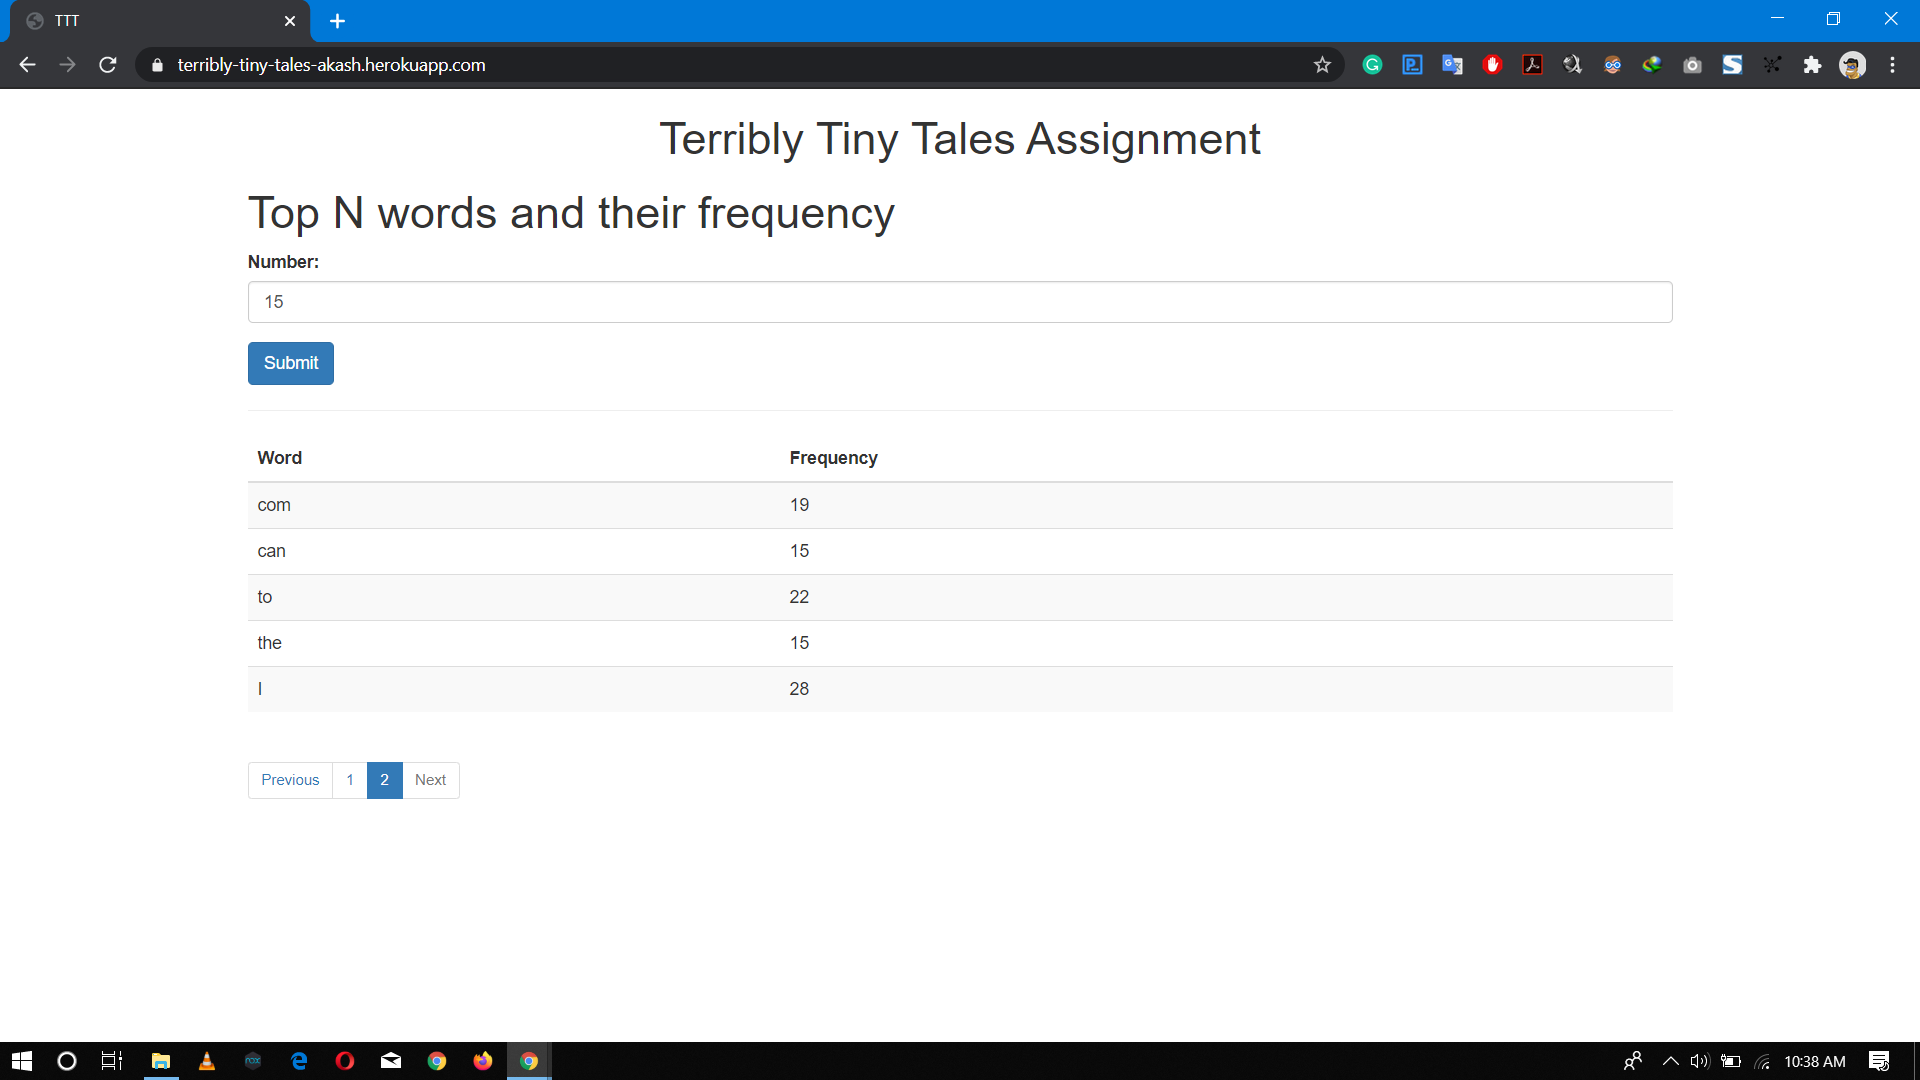 TTT
terribly-tiny-tales-akash.herokuapp.com
Terribly Tiny Tales Assignment
Top N words and their frequency
Number:
15
Submit
Word Frequency
com 19
can 15
to 22
the 15
I 28
Previous 1 2 Next
10:38 AM